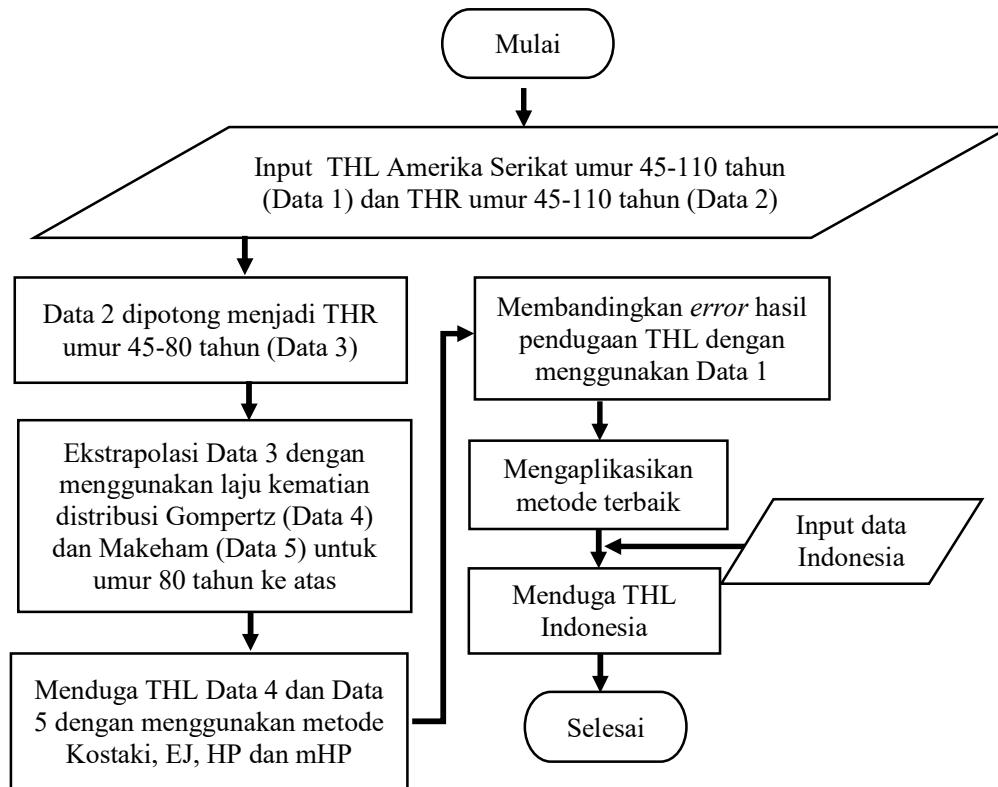 Mulai
Input THL Amerika Serikat umur 45-110 tahun
(Data 1) dan THR umur 45-110 tahun (Data 2)
Data 2 dipotong menjadi THR
umur 45-80 tahun (Data 3)
Ekstrapolasi Data 3 dengan
menggunakan laju kematian
distribusi Gompertz (Data 4)
dan Makeham (Data 5) untuk
umur 80 tahun ke atas
Menduga THL Data 4 dan Data
5 dengan menggunakan metode
Kostaki, EJ, HP dan mHP
Membandingkan error hasil
pendugaan THL dengan
menggunakan Data 1
Mengaplikasikan
metode terbaik
Input data
Indonesia
Menduga THL
Indonesia
Selesai